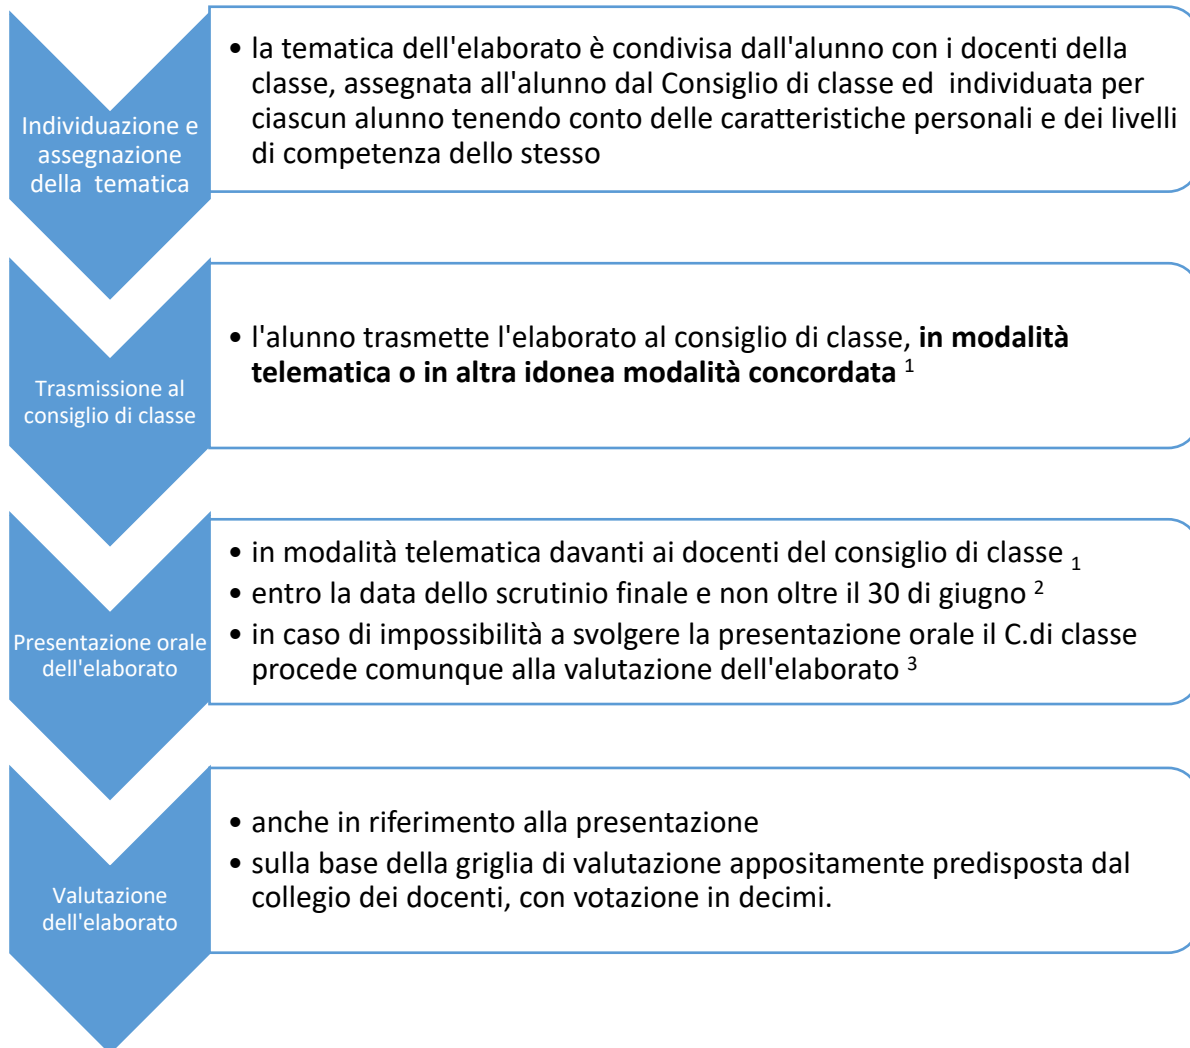 Individuazione e
assegnazione
della  tematica
• la tematica dell'elaborato è condivisa dall'alunno con i docenti della
classe, assegnata all'alunno dal Consiglio di classe ed  individuata per
ciascun alunno tenendo conto delle caratteristiche personali e dei livelli
di competenza dello stesso
Trasmissione al
consiglio di classe
• l'alunno trasmette l'elaborato al consiglio di classe, in modalità
telematica o in altra idonea modalità concordata ¹
Presentazione orale
dell'elaborato
• in modalità telematica davanti ai docenti del consiglio di classe ₁
• entro la data dello scrutinio finale e non oltre il 30 di giugno ²
• in caso di impossibilità a svolgere la presentazione orale il C.di classe
procede comunque alla valutazione dell'elaborato ³
Valutazione
dell'elaborato
• anche in riferimento alla presentazione
• sulla base della griglia di valutazione appositamente predisposta dal
collegio dei docenti, con votazione in decimi.